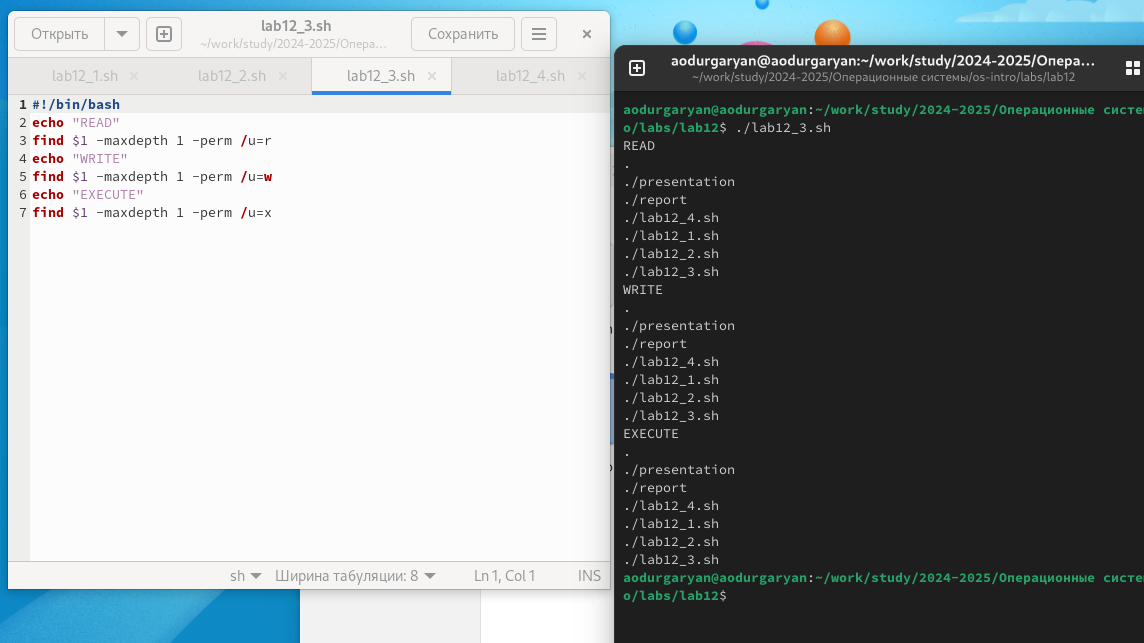 Открыть
lab12_3.sh
~/work/study/2024-2025/Опера…
Сохранить
lab12_1.sh
lab12_2.sh
lab12_3.sh
lab12_4.sh
1 #!/bin/bash
2 echo "READ"
3 find $1 -maxdepth 1 -perm /u=r
4 echo "WRITE"
5 find $1 -maxdepth 1 -perm /u=w
6 echo "EXECUTE"
7 find $1 -maxdepth 1 -perm /u=x
sh
Ширина табуляции: 8
Ln 1, Col 1
INS
aodurgaryan@aodurgaryan:~/work/study/2024-2025/Опера…
~/work/study/2024-2025/Операционные системы/os-intro/labs/lab12
aodurgaryan@aodurgaryan:~/work/study/2024-2025/Операционные систе
o/labs/lab12$ ./lab12_3.sh
READ
.
./presentation
./report
./lab12_4.sh
./lab12_1.sh
./lab12_2.sh
./lab12_3.sh
WRITE
.
./presentation
./report
./lab12_4.sh
./lab12_1.sh
./lab12_2.sh
./lab12_3.sh
EXECUTE
.
./presentation
./report
./lab12_4.sh
./lab12_1.sh
./lab12_2.sh
./lab12_3.sh
aodurgaryan@aodurgaryan:~/work/study/2024-2025/Операционные систе
o/labs/lab12$